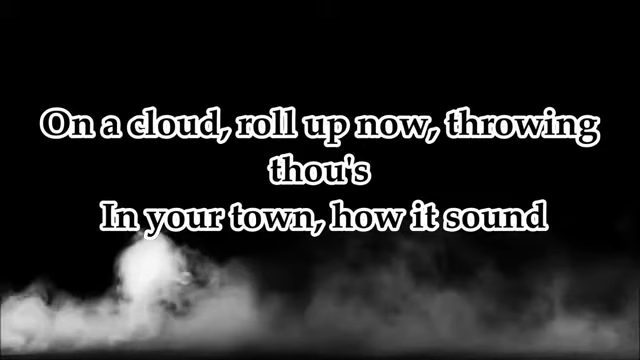 On a cloud, roll up now, throwing
thou's
In your town, how it sound